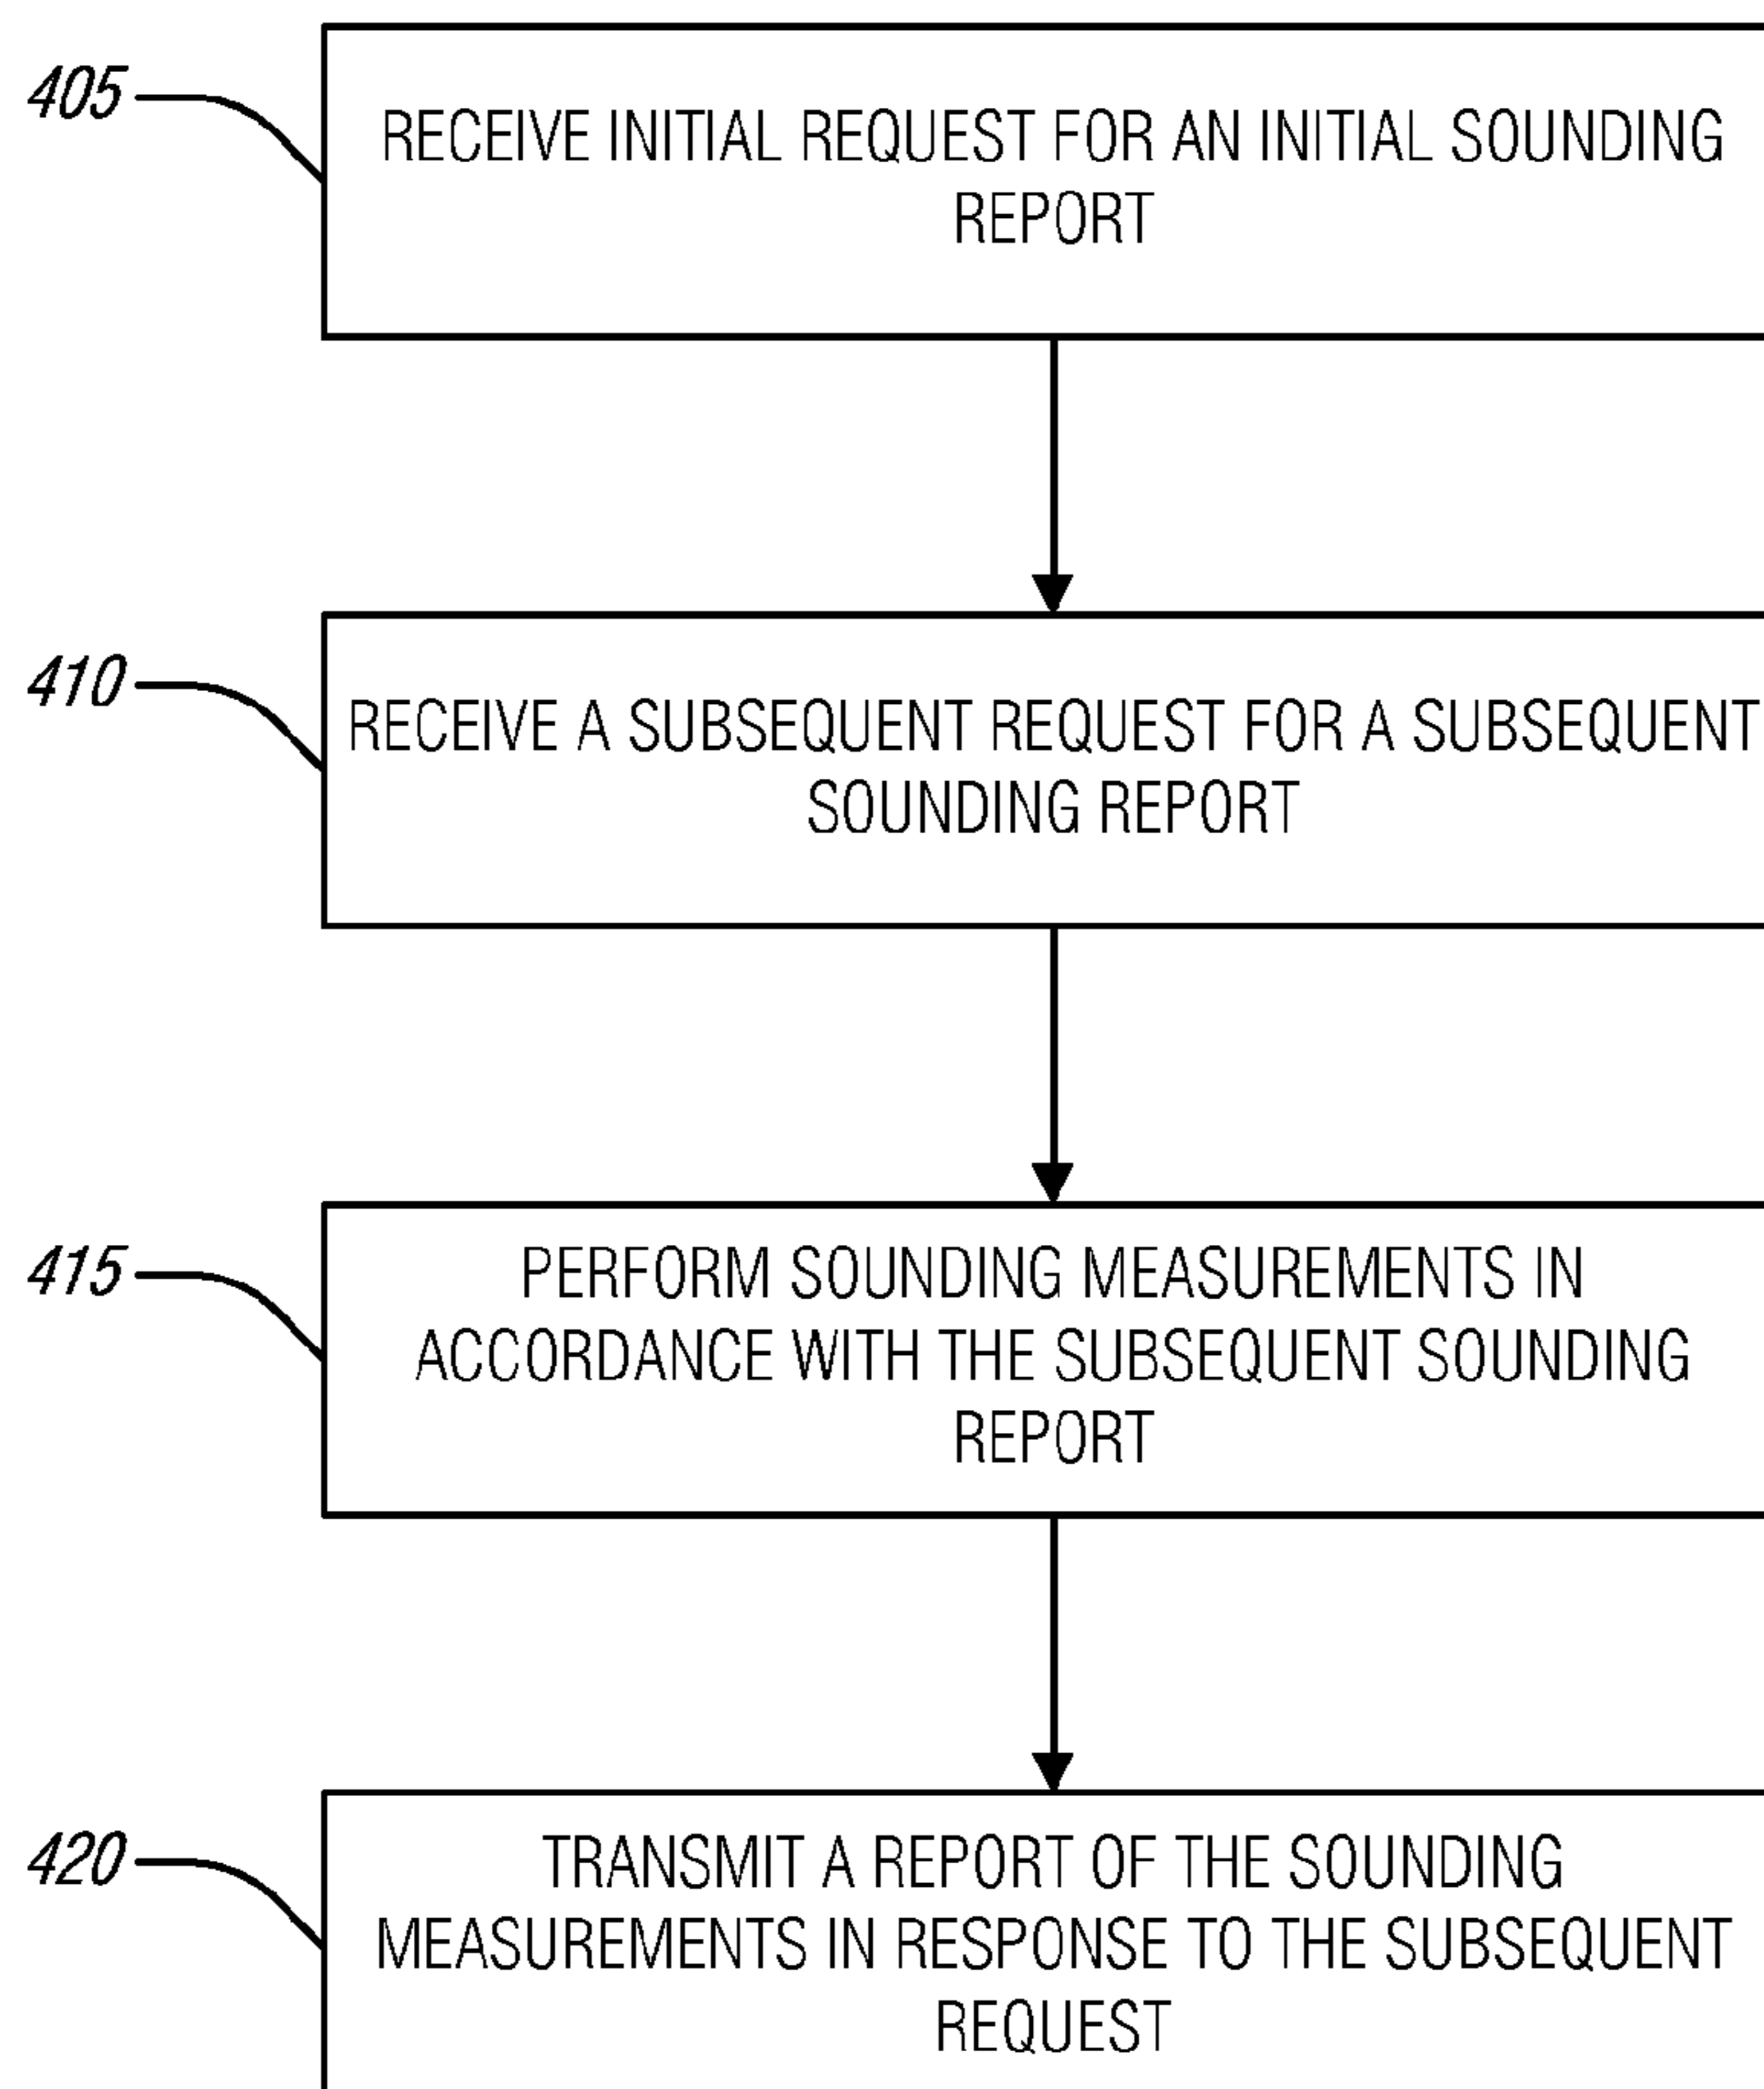 405
RECEIVE INITIAL REQUEST FOR AN INITIAL SOUNDING
REPORT
410
RECEIVE A SUBSEQUENT REQUEST FOR A SUBSEQUENT
SOUNDING REPORT
415
PERFORM SOUNDING MEASUREMENTS IN
ACCORDANCE WITH THE SUBSEQUENT SOUNDING
REPORT
420
TRANSMIT A REPORT OF THE SOUNDING
MEASUREMENTS IN RESPONSE TO THE SUBSEQUENT
REQUEST